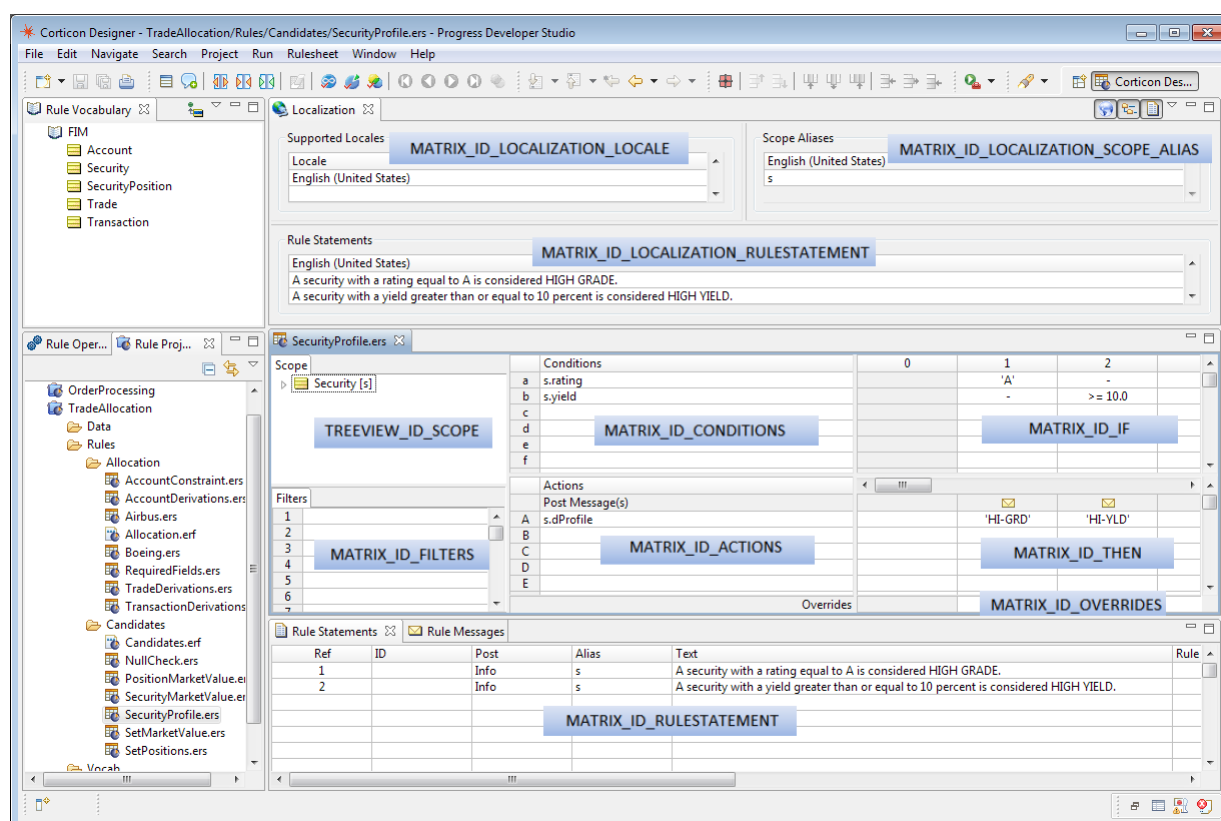 Corticon Designer - TradeAllocation/Rules/Candidates/SecurityProfile.ers - Progress Developer Studio
File Edit Navigate Search Project Run Rulesheet Window Help
Corticon Des...
Rule Vocabulary
FIM
Account
Security
SecurityPosition
Trade
Transaction
Localization
Supported Locales
MATRIX_ID_LOCALIZATION_LOCALE
Locale
English (United States)
Scope Aliases
MATRIX_ID_LOCALIZATION_SCOPE_ALIAS
English (United States)
s
Rule Statements
MATRIX_ID_LOCALIZATION_RULESTATEMENT
English (United States)
A security with a rating equal to A is considered HIGH GRADE.
A security with a yield greater than or equal to 10 percent is considered HIGH YIELD.
Rule Oper... Rule Proj...
OrderProcessing
TradeAllocation
Data
Rules
Allocation
AccountConstraint.ers
AccountDerivations.ers
Airbus.ers
Allocation.erf
Boeing.ers
RequiredFields.ers
TradeDerivations.ers
TransactionDerivations
Candidates
Candidates.erf
NullCheck.ers
PositionMarketValue.er
SecurityMarketValue.er
SecurityProfile.ers
SetMarketValue.ers
SetPositions.ers
Vocab
SecurityProfile.ers
Scope
Security [s]
TREEVIEW_ID_SCOPE
Filters
1
2
3
4
5
6
7
MATRIX_ID_FILTERS
Conditions 0 1 2
a s.rating 'A' -
b s.yield - >= 10.0
c
d MATRIX_ID_CONDITIONS MATRIX_ID_IF
e
f
Actions
Post Message(s)
A s.dProfile 'HI-GRD' 'HI-YLD'
B
C MATRIX_ID_ACTIONS MATRIX_ID_THEN
D
E
Overrides MATRIX_ID_OVERRIDES
Rule Statements Rule Messages
Ref ID Post Alias Text Rule
1 Info s A security with a rating equal to A is considered HIGH GRADE.
2 Info s A security with a yield greater than or equal to 10 percent is considered HIGH YIELD.
MATRIX_ID_RULESTATEMENT